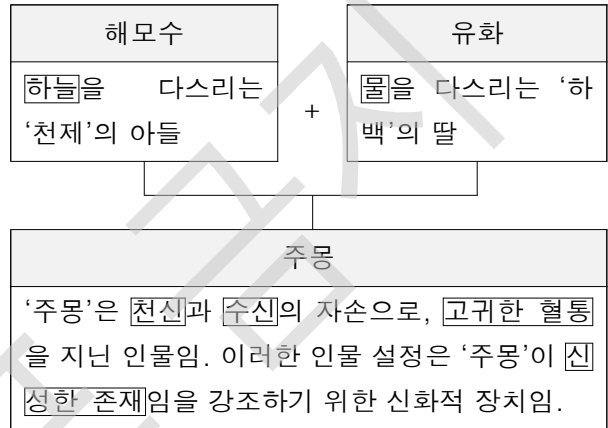 해모수
하늘을 다스리는
‘천제’의 아들
+
유화
물을 다스리는 ‘하
백’의 딸
주몽
‘주몽’은 천신과 수신의 자손으로, 고귀한 혈통
을 지닌 인물임. 이러한 인물 설정은 ‘주몽’이 신
성한 존재임을 강조하기 위한 신화적 장치임.